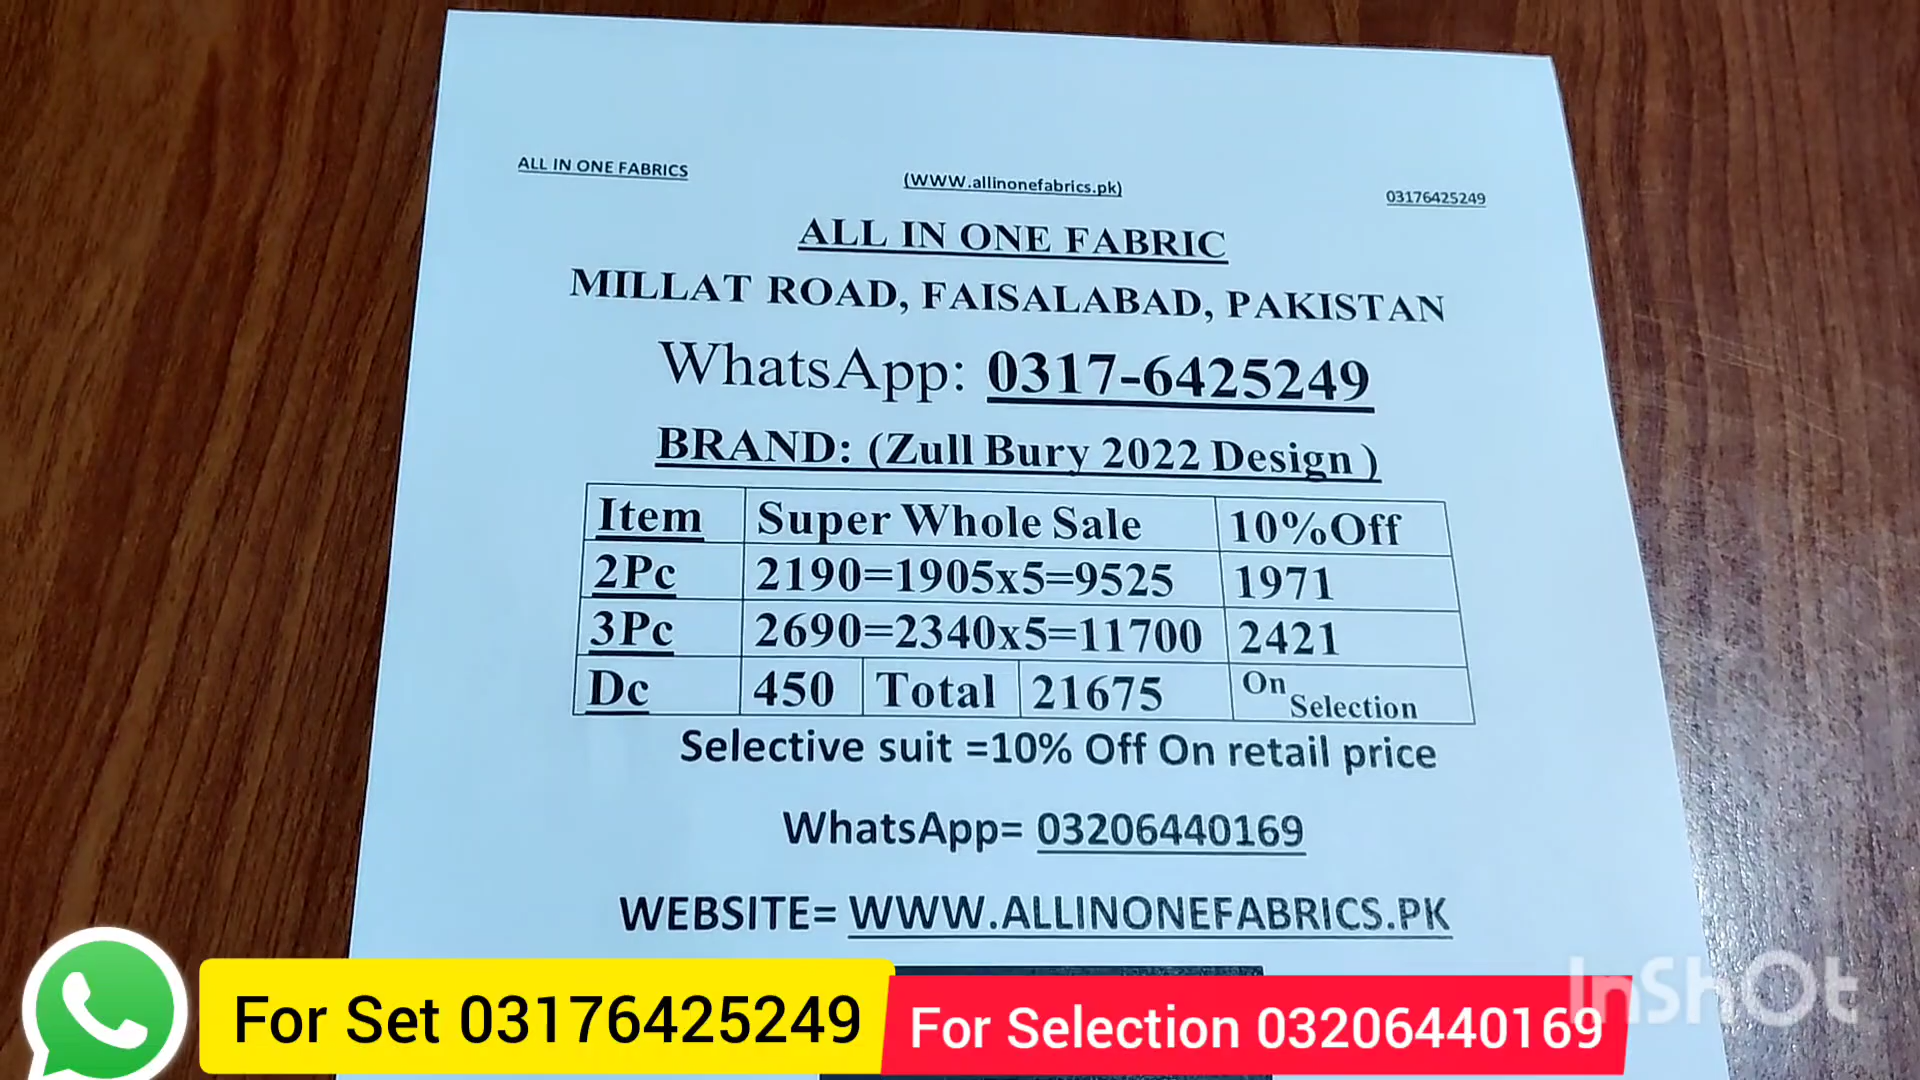 ALL IN ONE FABRICS (WWW.allinonefabrics.pk) 03176425249
ALL IN ONE FABRIC
MILLAT ROAD, FAISALABAD, PAKISTAN
WhatsApp: 0317-6425249
BRAND: (Zull Bury 2022 Design )
Item Super Whole Sale 10%Off
2Pc 2190=1905x5=9525 1971
3Pc 2690=2340x5=11700 2421
Dc 450 Total 21675 On Selection
Selective suit =10% Off On retail price
WhatsApp= 03206440169
WEBSITE= WWW.ALLINONEFABRICS.PK
For Set 03176425249
For Selection 03206440169
InShOt